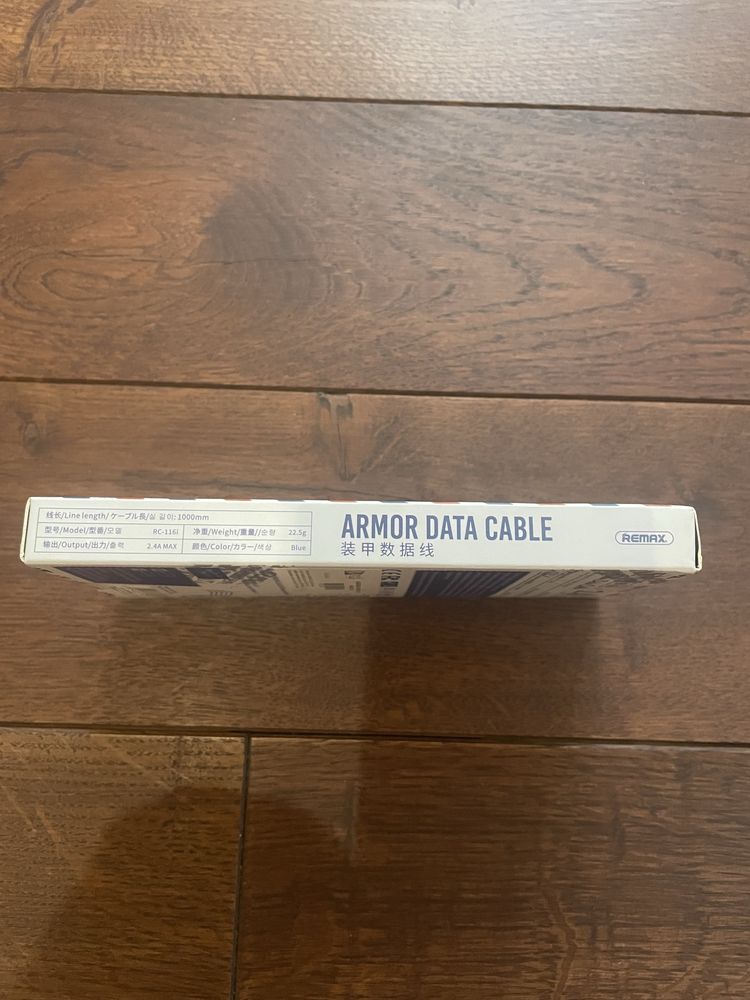 线长/Line length/ケーブル長/실 길이: 1000mm
型号/Model/型番/모델 RC-116I 净重/Weight/重量//순량 22.5g
输出/Output/出力/출력 2.4A MAX 颜色/Color/カラー/색상 Blue
ARMOR DATA CABLE
装甲数据线
REMAX